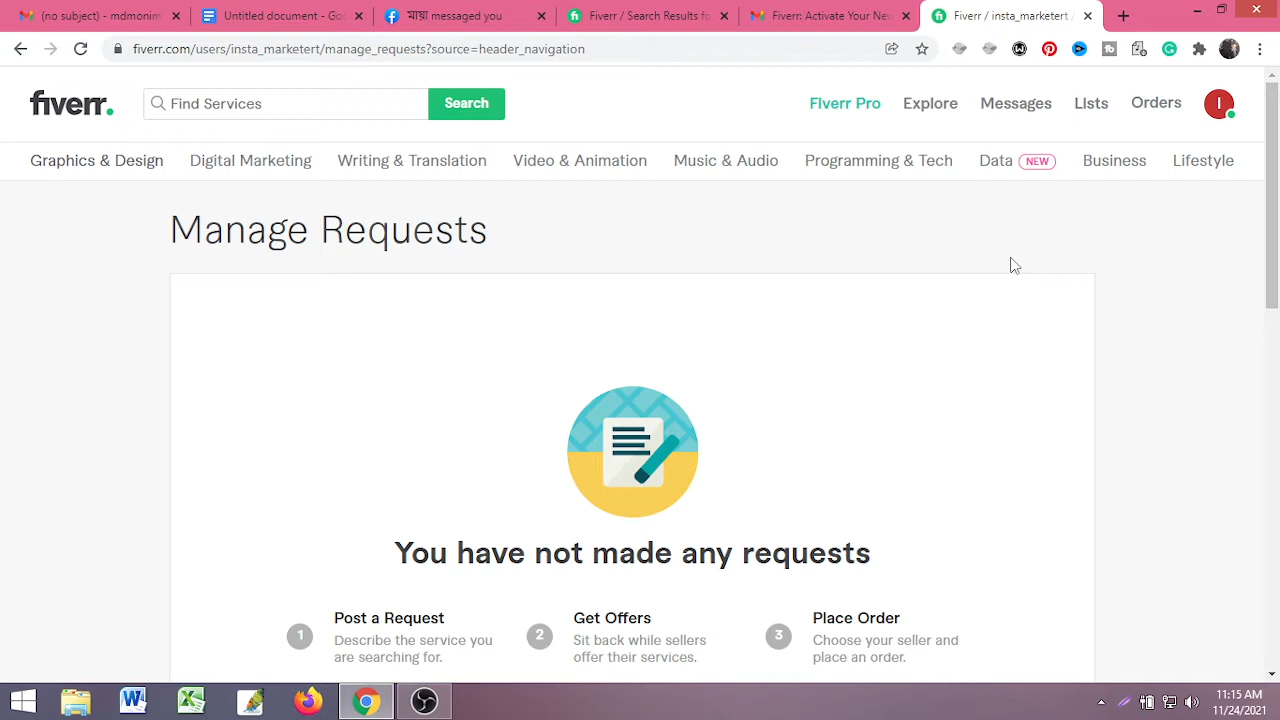 (no subject) - mdmonim
Untitled document - Go
মায়া messaged you
Fiverr / Search Results fo
Fiverr: Activate Your New
Fiverr / insta_marketert /
fiverr.com/users/insta_marketert/manage_requests?source=header_navigation
fiverr.
Find Services
Search
Fiverr Pro
Explore
Messages
Lists
Orders
I
Graphics & Design
Digital Marketing
Writing & Translation
Video & Animation
Music & Audio
Programming & Tech
Data NEW
Business
Lifestyle
Manage Requests
You have not made any requests
1
Post a Request
Describe the service you
are searching for.
2
Get Offers
Sit back while sellers
offer their services.
3
Place Order
Choose your seller and
place an order.
11:15 AM
11/24/2021